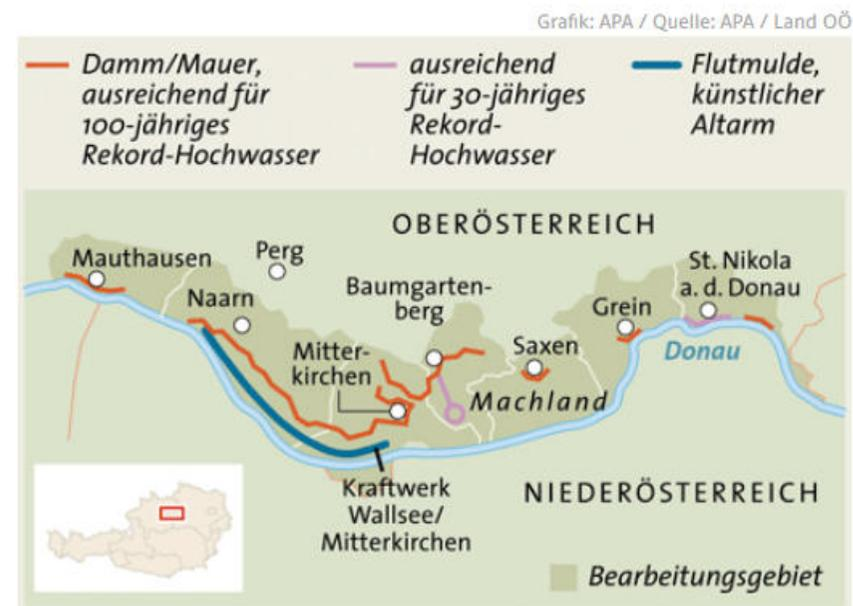 Grafik: APA / Quelle: APA / Land OÖ
Damm/Mauer,
ausreichend für
100-jähriges
Rekord-Hochwasser
ausreichend
für 30-jähriges
Rekord-
Hochwasser
Flutmulde,
künstlicher
Altarm
OBERÖSTERREICH
Mauthausen
Perg
Naarn
Baumgarten-
berg
St. Nikola
a. d. Donau
Grein
Mitter-
kirchen
Saxen
Donau
Machland
Kraftwerk
Wallsee/
Mitterkirchen
NIEDERÖSTERREICH
Bearbeitungsgebiet